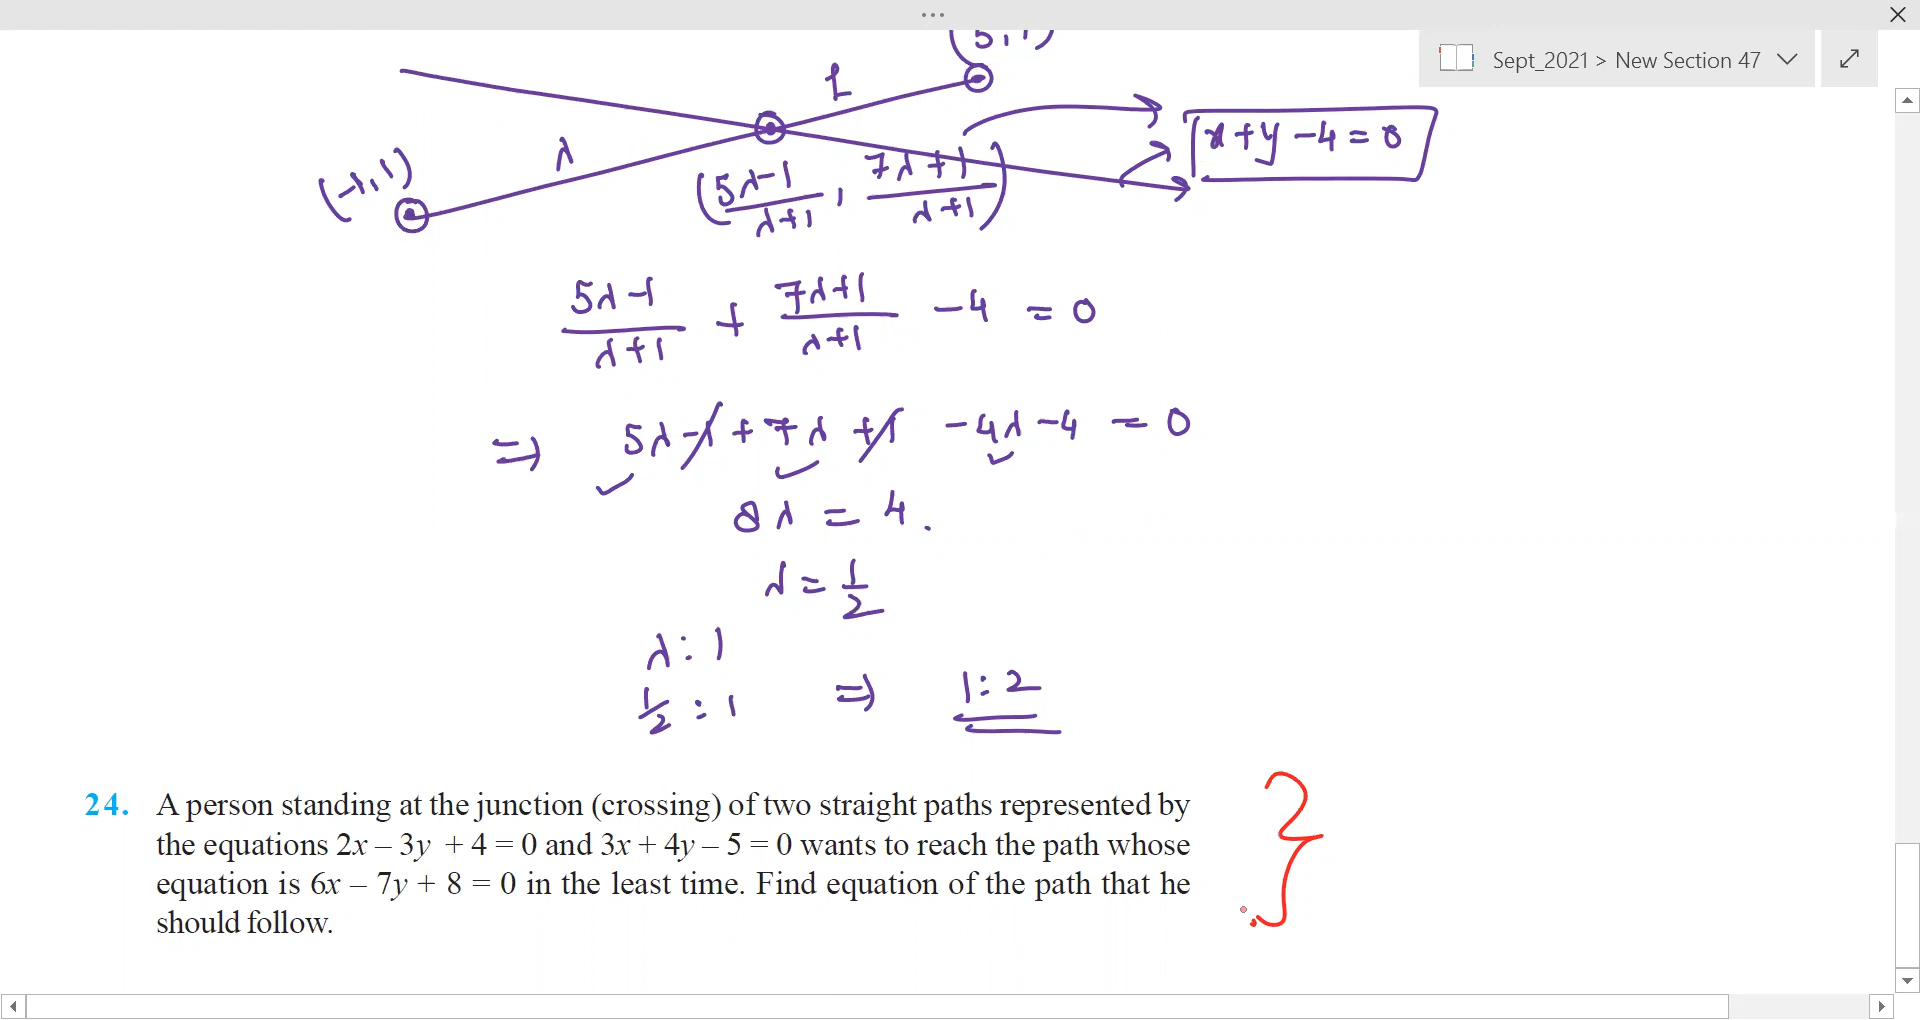 Sept_2021 > New Section 47
(5, 1)
1
x + y - 4 = 0
λ
(-1, 1)
(5λ-1/λ+1, 7λ+1/λ+1)
5λ-1/λ+1 + 7λ+1/λ+1 - 4 = 0
⇒ 5λ - 1 + 7λ + 1 - 4λ - 4 = 0
8λ = 4.
λ = 1/2
λ : 1
1/2 : 1 ⇒ 1 : 2
24. A person standing at the junction (crossing) of two straight paths represented by
the equations 2x – 3y + 4 = 0 and 3x + 4y – 5 = 0 wants to reach the path whose
equation is 6x – 7y + 8 = 0 in the least time. Find equation of the path that he
should follow.